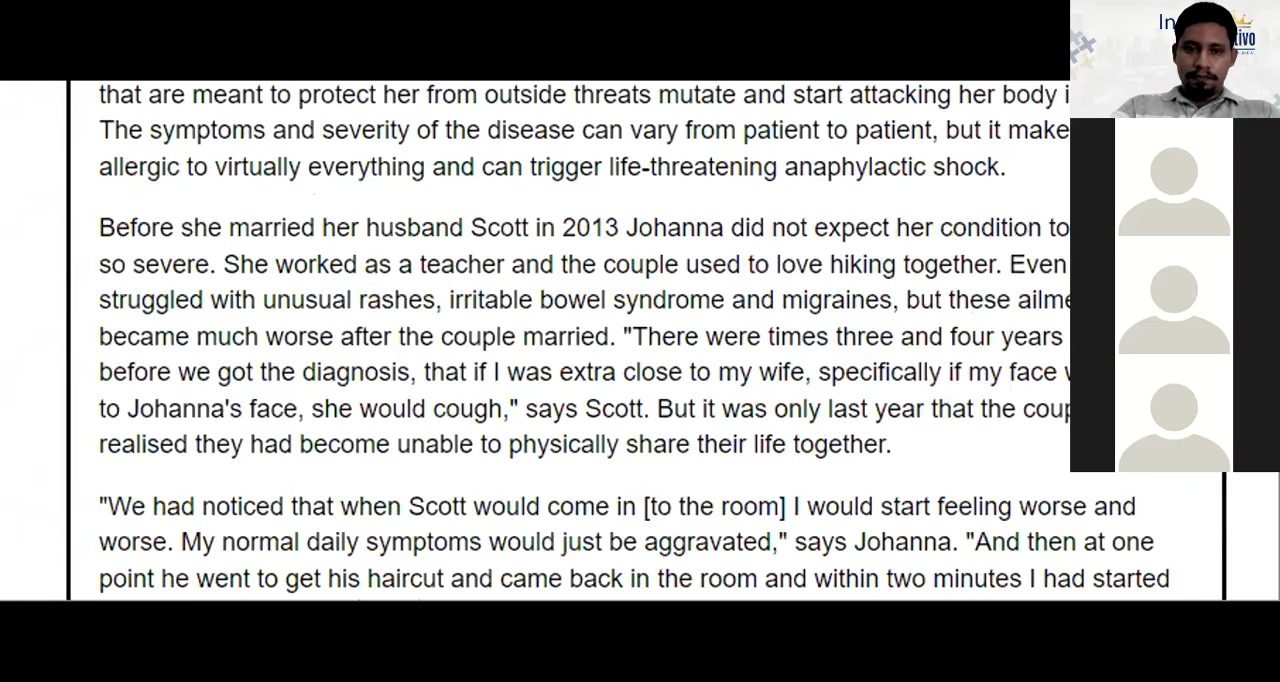 that are meant to protect her from outside threats mutate and start attacking her body
The symptoms and severity of the disease can vary from patient to patient, but it make
allergic to virtually everything and can trigger life-threatening anaphylactic shock.
Before she married her husband Scott in 2013 Johanna did not expect her condition to
so severe. She worked as a teacher and the couple used to love hiking together. Even
struggled with unusual rashes, irritable bowel syndrome and migraines, but these ailme
became much worse after the couple married. "There were times three and four years
before we got the diagnosis, that if I was extra close to my wife, specifically if my face
to Johanna's face, she would cough," says Scott. But it was only last year that the coup
realised they had become unable to physically share their life together.
"We had noticed that when Scott would come in [to the room] I would start feeling worse and
worse. My normal daily symptoms would just be aggravated," says Johanna. "And then at one
point he went to get his haircut and came back in the room and within two minutes I had started
In
tivo